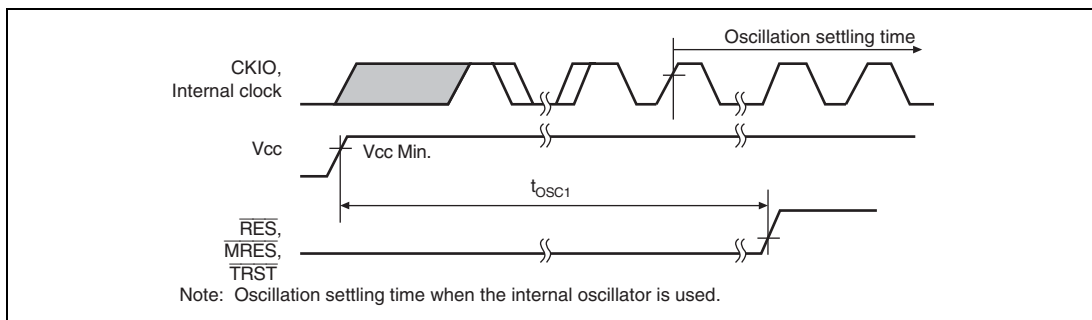 Oscillation settling time
CKIO,
Internal clock
Vcc
Vcc Min.
tOSC1
RES,
MRES,
TRST
Note: Oscillation settling time when the internal oscillator is used.